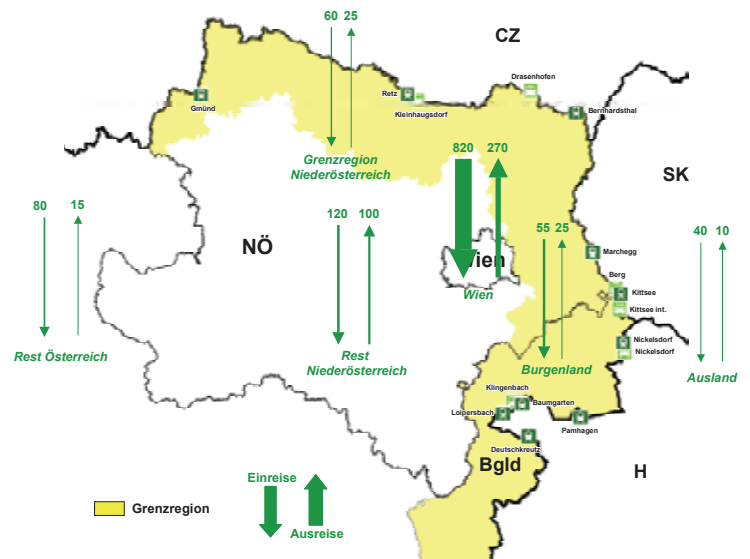 60 25
CZ
Drasenhofen
Gmünd
Retz
Kleinhaugsdorf
Bernhardsthal
820 270
Grenzregion
Niederösterreich
SK
80 15
120 100
55 25
40 10
NÖ
Wien
Marchegg
Berg
Kittsee
Wien
Kittsee int.
Nickelsdorf
Nickelsdorf
Rest Österreich
Rest
Niederösterreich
Burgenland
Ausland
Klingenbach
Baumgarten
Loipersbach
Pamhagen
Deutschkreutz
Bgld
H
Einreise
Grenzregion
Ausreise